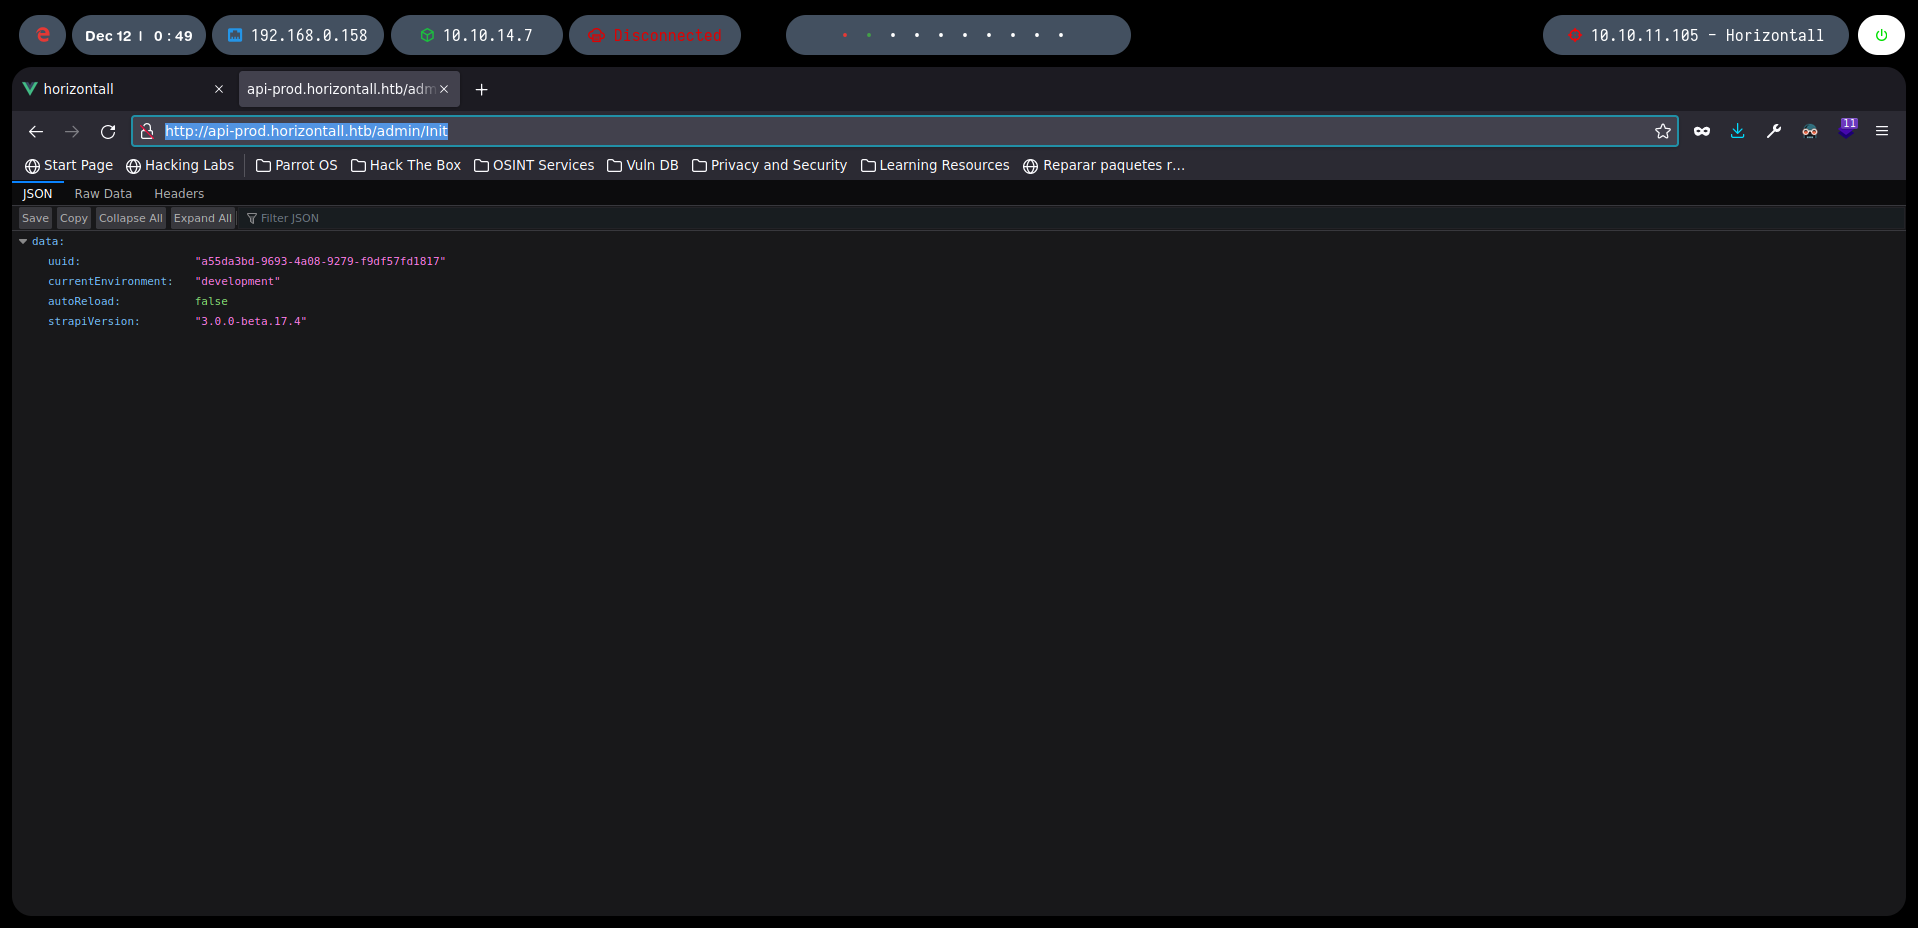 Dec 12 | 0:49 192.168.0.158 10.10.14.7 Disconnected 10.10.11.105 - Horizontall
horizontall api-prod.horizontall.htb/adm
http://api-prod.horizontall.htb/admin/Init 11
Start Page Hacking Labs Parrot OS Hack The Box OSINT Services Vuln DB Privacy and Security Learning Resources Reparar paquetes r...
JSON Raw Data Headers
Save Copy Collapse All Expand All Filter JSON
data:
uuid: "a55da3bd-9693-4a08-9279-f9df57fd1817"
currentEnvironment: "development"
autoReload: false
strapiVersion: "3.0.0-beta.17.4"